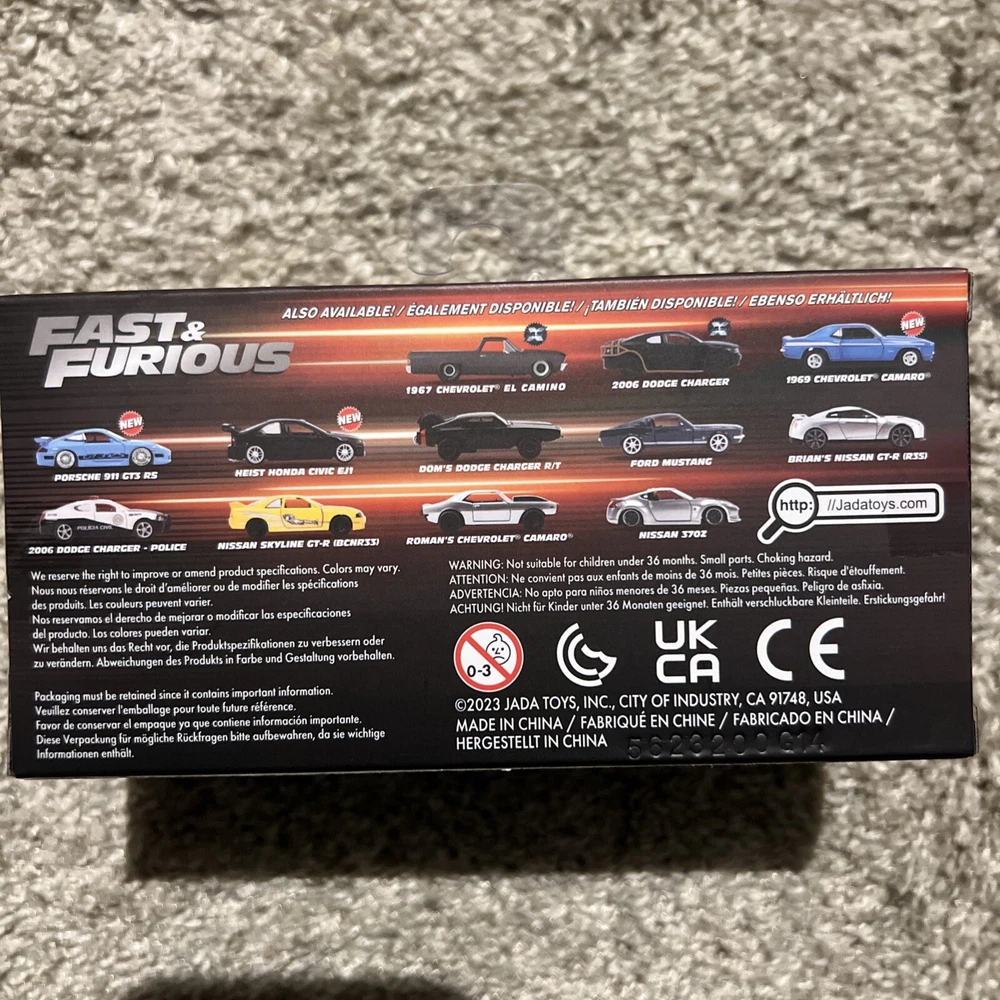 FAST &
FURIOUS
ALSO AVAILABLE! / ÉGALEMENT DISPONIBLE! / ¡TAMBIÉN DISPONIBLE! / EBENSO ERHÄLTLICH!
1967 CHEVROLET® EL CAMINO
2006 DODGE CHARGER
NEW
1969 CHEVROLET® CAMARO®
NEW
PORSCHE 911 GT3 RS
NEW
HEIST HONDA CIVIC EJ1
DOM'S DODGE CHARGER R/T
FORD MUSTANG
BRIAN'S NISSAN GT-R (R35)
POLICIA CIVIL
2006 DODGE CHARGER - POLICE
NISSAN SKYLINE GT-R (BCNR33)
ROMAN'S CHEVROLET® CAMARO®
NISSAN 370Z
http: //Jadatoys.com
We reserve the right to improve or amend product specifications. Colors may vary.
Nous nous réservons le droit d'améliorer ou de modifier les spécifications
des produits. Les couleurs peuvent varier.
Nos reservamos el derecho de mejorar o modificar las especificaciones
del producto. Los colores pueden variar.
Wir behalten uns das Recht vor, die Produktspezifikationen zu verbessern oder
zu verändern. Abweichungen des Produkts in Farbe und Gestaltung vorbehalten.
Packaging must be retained since it contains important information.
Veuillez conserver l'emballage pour toute future référence.
Favor de conservar el empaque ya que contiene información importante.
Diese Verpackung für mögliche Rückfragen bitte aufbewahren, da sie wichtige
Informationen enthält.
WARNING: Not suitable for children under 36 months. Small parts. Choking hazard.
ATTENTION: Ne convient pas aux enfants de moins de 36 mois. Petites pièces. Risque d'étouffement.
ADVERTENCIA: No apto para niños menores de 36 meses. Piezas pequeñas. Peligro de asfixia.
ACHTUNG! Nicht für Kinder unter 36 Monaten geeignet. Enthält verschluckbare Kleinteile. Erstickungsgefahr!
0-3
UK
CA
CE
©2023 JADA TOYS, INC., CITY OF INDUSTRY, CA 91748, USA
MADE IN CHINA / FABRIQUÉ EN CHINE / FABRICADO EN CHINA /
HERGESTELLT IN CHINA
5623200G14